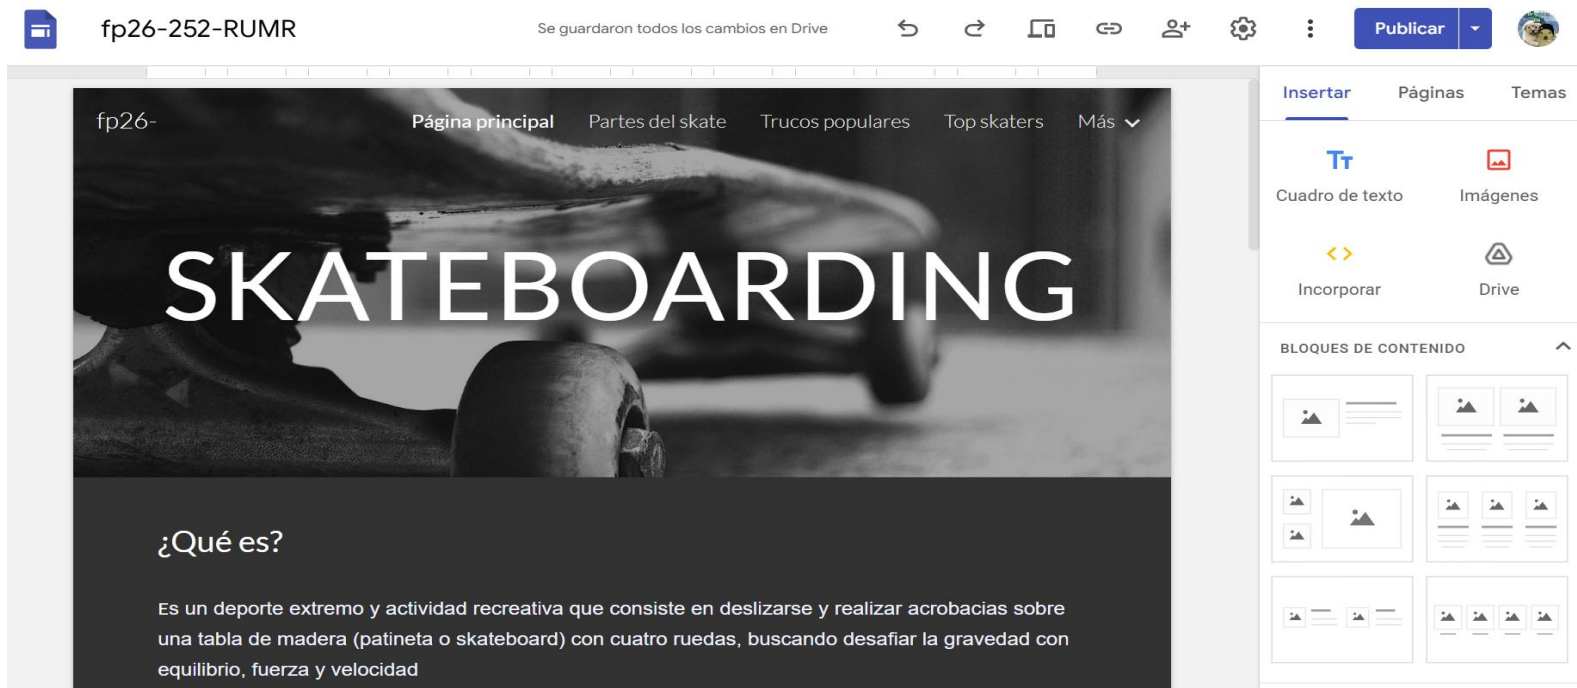 fp26-252-RUMR
Se guardaron todos los cambios en Drive
Publicar
Insertar Páginas Temas
fp26-
Página principal Partes del skate Trucos populares Top skaters Más
SKATEBOARDING
Cuadro de texto Imágenes
Incorporar Drive
BLOQUES DE CONTENIDO
¿Qué es?
Es un deporte extremo y actividad recreativa que consiste en deslizarse y realizar acrobacias sobre
una tabla de madera (patineta o skateboard) con cuatro ruedas, buscando desafiar la gravedad con
equilibrio, fuerza y velocidad